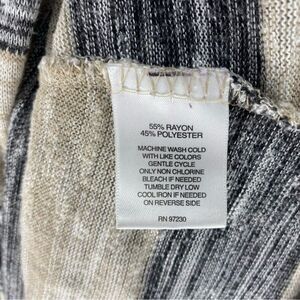 55% RAYON
45% POLYESTER
MACHINE WASH COLD
WITH LIKE COLORS
GENTLE CYCLE
ONLY NON CHLORINE
BLEACH IF NEEDED
TUMBLE DRY LOW
COOL IRON IF NEEDED
ON REVERSE SIDE
RN 97230